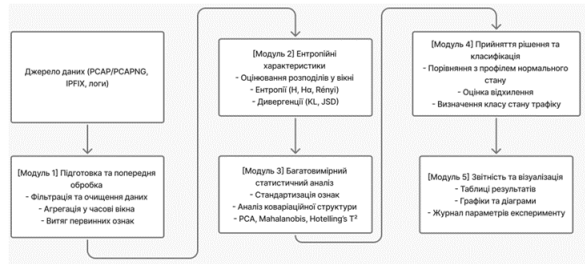 Джерело даних (PCAP/PCAPNG,
IPFIX, логи)
[Модуль 1] Підготовка та попередня
обробка
- Фільтрація та очищення даних
- Агрегація у часові вікна
- Витяг первинних ознак
[Модуль 2] Ентропійні
характеристики
- Оцінювання розподілів у вікні
- Ентропії (H, Hα, Rényi)
- Дивергенції (KL, JSD)
[Модуль 3] Багатовимірний
статистичний аналіз
- Стандартизація ознак
- Аналіз коваріаційної структури
- PCA, Mahalanobis, Hotelling's T²
[Модуль 4] Прийняття рішення та
класифікація
- Порівняння з профілем нормального
стану
- Оцінка відхилення
- Визначення класу стану трафіку
[Модуль 5] Звітність та візуалізація
- Таблиці результатів
- Графіки та діаграми
- Журнал параметрів експерименту